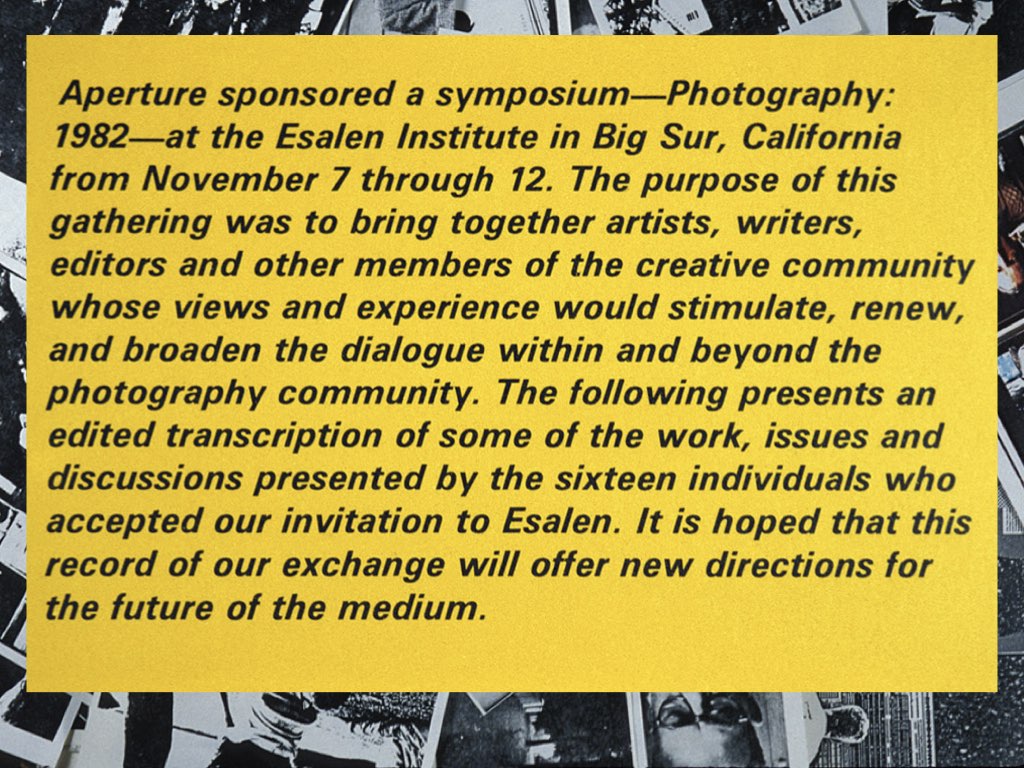 Aperture sponsored a symposium—Photography:
1982—at the Esalen Institute in Big Sur, California
from November 7 through 12. The purpose of this
gathering was to bring together artists, writers,
editors and other members of the creative community
whose views and experience would stimulate, renew,
and broaden the dialogue within and beyond the
photography community. The following presents an
edited transcription of some of the work, issues and
discussions presented by the sixteen individuals who
accepted our invitation to Esalen. It is hoped that this
record of our exchange will offer new directions for
the future of the medium.